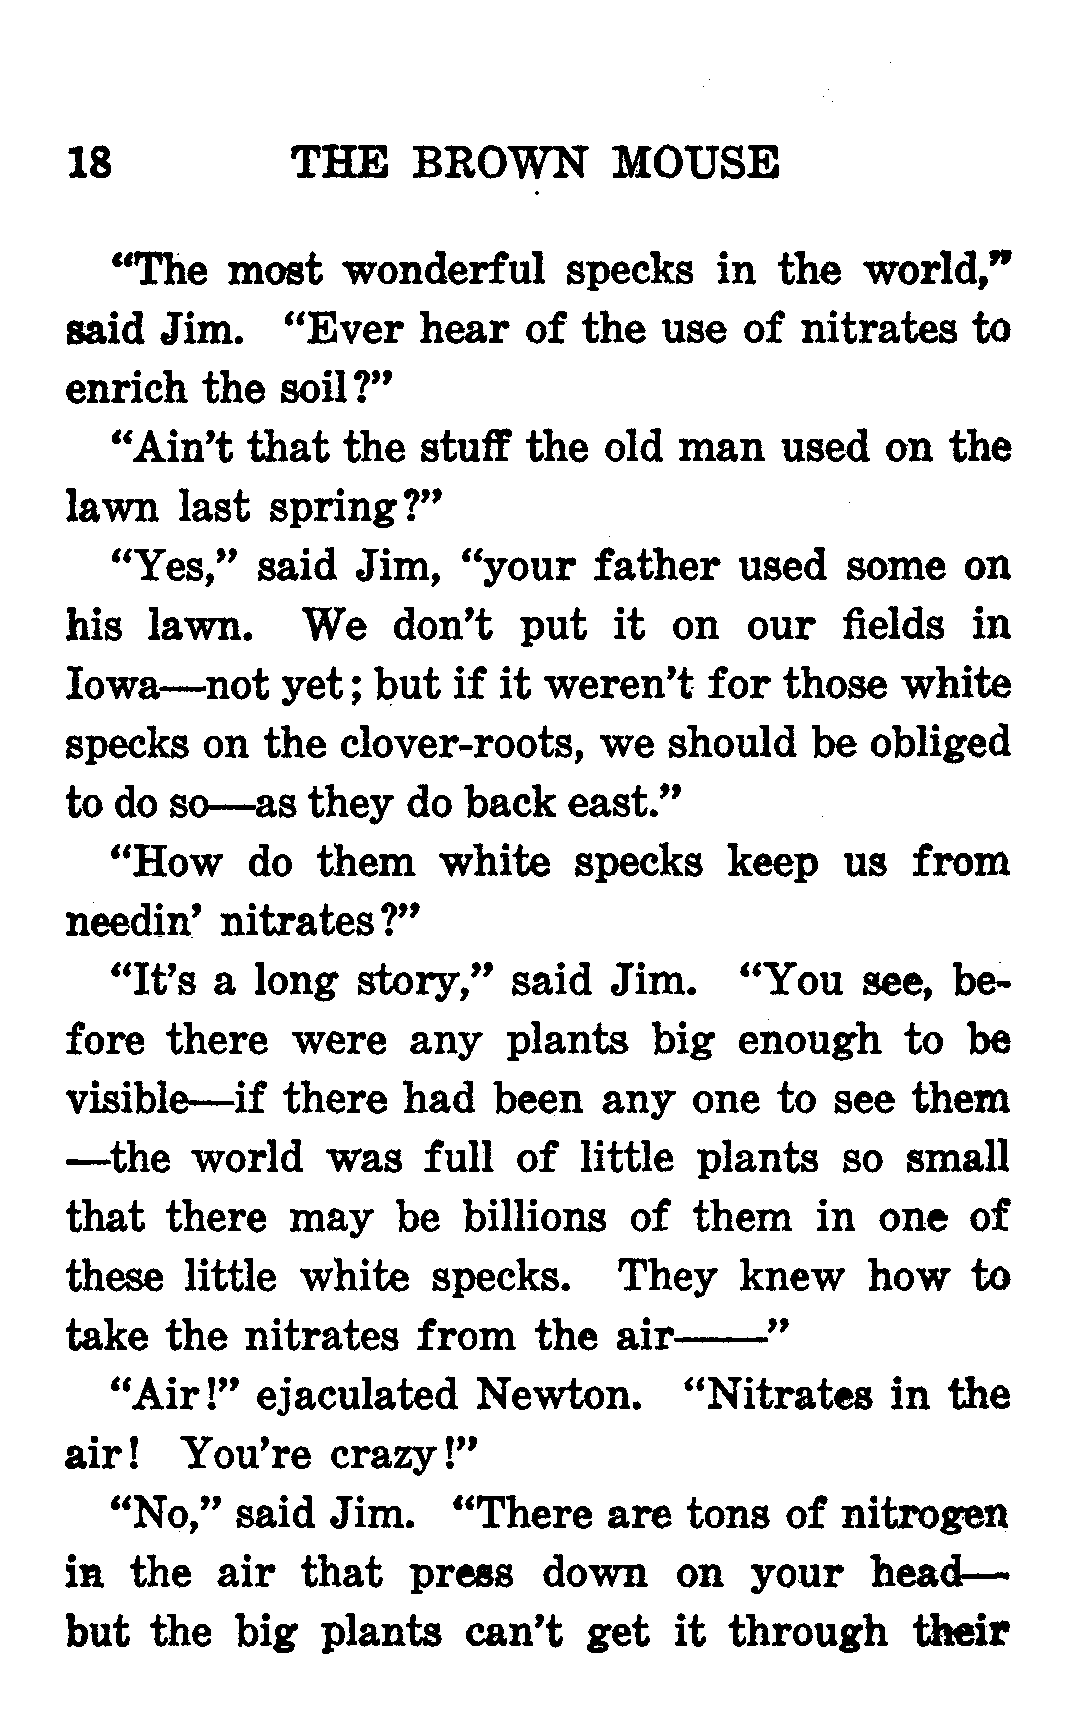 18 THE BROWN MOUSE
“The most wonderful specks in the world,”
said Jim. “Ever hear of the use of nitrates to
enrich the soil?”
“Ain’t that the stuff the old man used on the
lawn last spring?”
“Yes,” said Jim, “your father used some on
his lawn. We don’t put it on our fields in
Iowa—not yet; but if it weren’t for those white
specks on the clover-roots, we should be obliged
to do so—as they do back east.”
“How do them white specks keep us from
needin’ nitrates?”
“It’s a long story,” said Jim. “You see, be-
fore there were any plants big enough to be
visible—if there had been any one to see them
—the world was full of little plants so small
that there may be billions of them in one of
these little white specks. They knew how to
take the nitrates from the air——”
“Air!” ejaculated Newton. “Nitrates in the
air! You’re crazy!”
“No,” said Jim. “There are tons of nitrogen
in the air that press down on your head—
but the big plants can’t get it through their